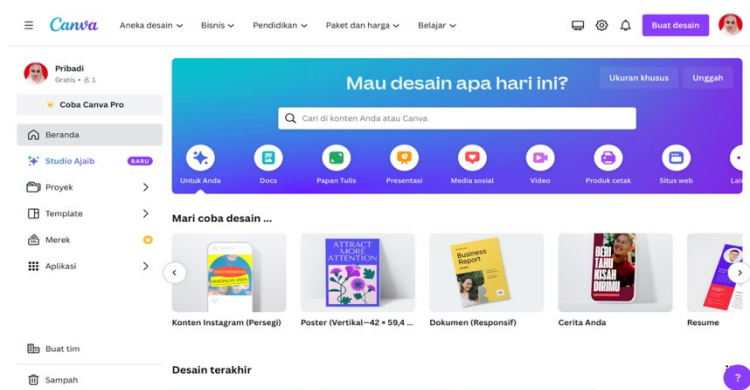 Canva
Aneka desain
Bisnis
Pendidikan
Paket dan harga
Belajar
Buat desain
Pribadi
Gratis • 1
Coba Canva Pro
Beranda
Studio Ajaib
BARU
Proyek
Template
Merek
Aplikasi
Buat tim
Sampah
Mau desain apa hari ini?
Ukuran khusus
Unggah
Cari di konten Anda atau Canva
Untuk Anda
Docs
Papan Tulis
Presentasi
Media sosial
Video
Produk cetak
Situs web
Lai
Mari coba desain ...
ATTRACT
MORE
ATTENTION
Business
Report
BERI
TAHU
KISAH
DIRIMU
Konten Instagram (Persegi)
Poster (Vertikal—42 × 59,4 ...
Dokumen (Responsif)
Cerita Anda
Resume
Desain terakhir
?